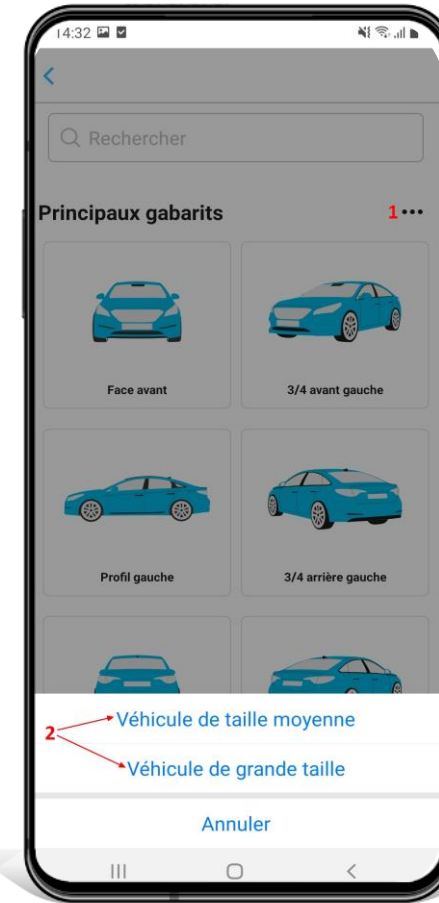 14:32
Rechercher
Principaux gabarits 1 •••
Face avant 3/4 avant gauche
Profil gauche 3/4 arrière gauche
Véhicule de taille moyenne
2
Véhicule de grande taille
Annuler